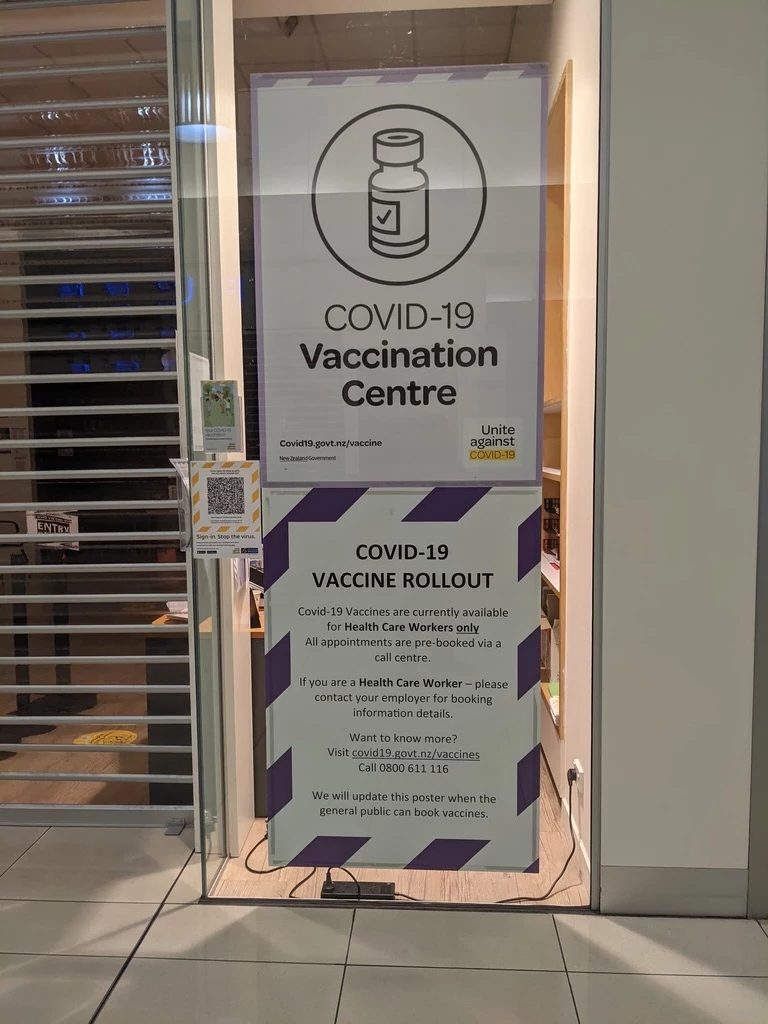 COVID-19
Vaccination
Centre
Covid19.govt.nz/vaccine
New Zealand Government
Unite
against
COVID-19
Sign-in. Stop the virus.
ENTRY
COVID-19
VACCINE ROLLOUT
Covid-19 Vaccines are currently available
for Health Care Workers only
All appointments are pre-booked via a
call centre.
If you are a Health Care Worker – please
contact your employer for booking
information details.
Want to know more?
Visit covid19.govt.nz/vaccines
Call 0800 611 116
We will update this poster when the
general public can book vaccines.